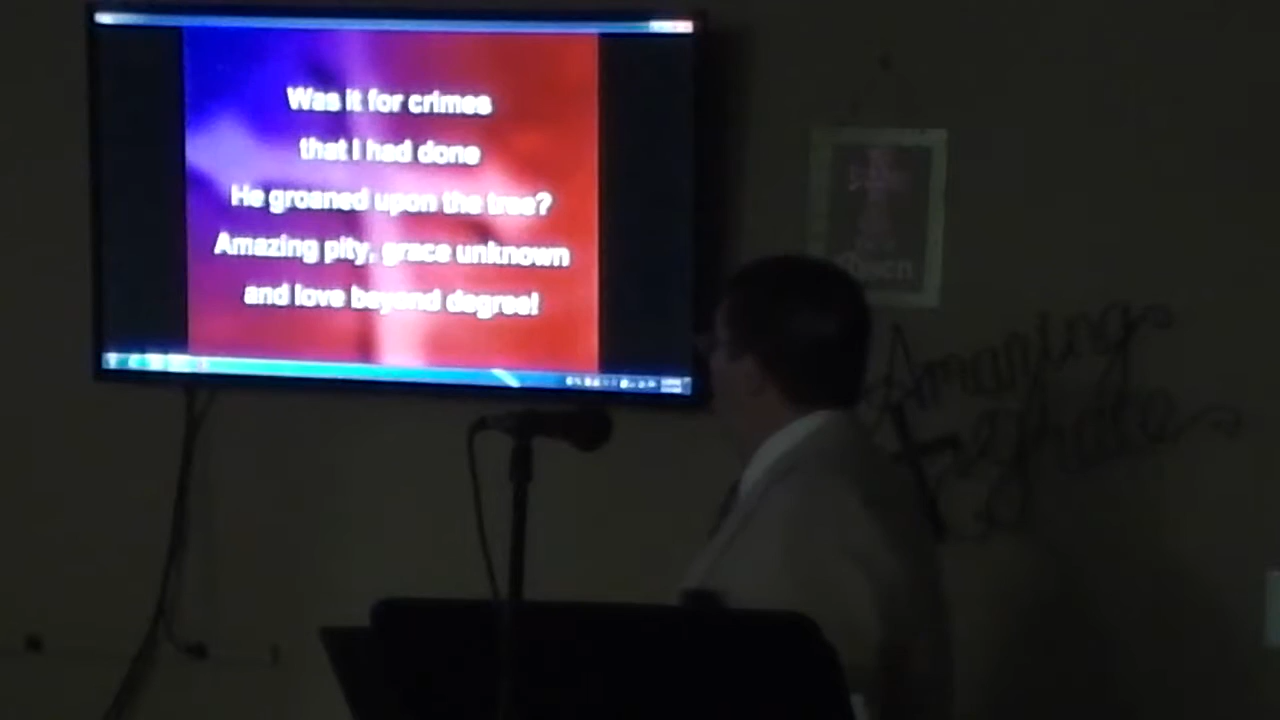 Was it for crimes
that I had done
He groaned upon the tree?
Amazing pity, grace unknown
and love beyond degree!
Risen
Amazing
Grace